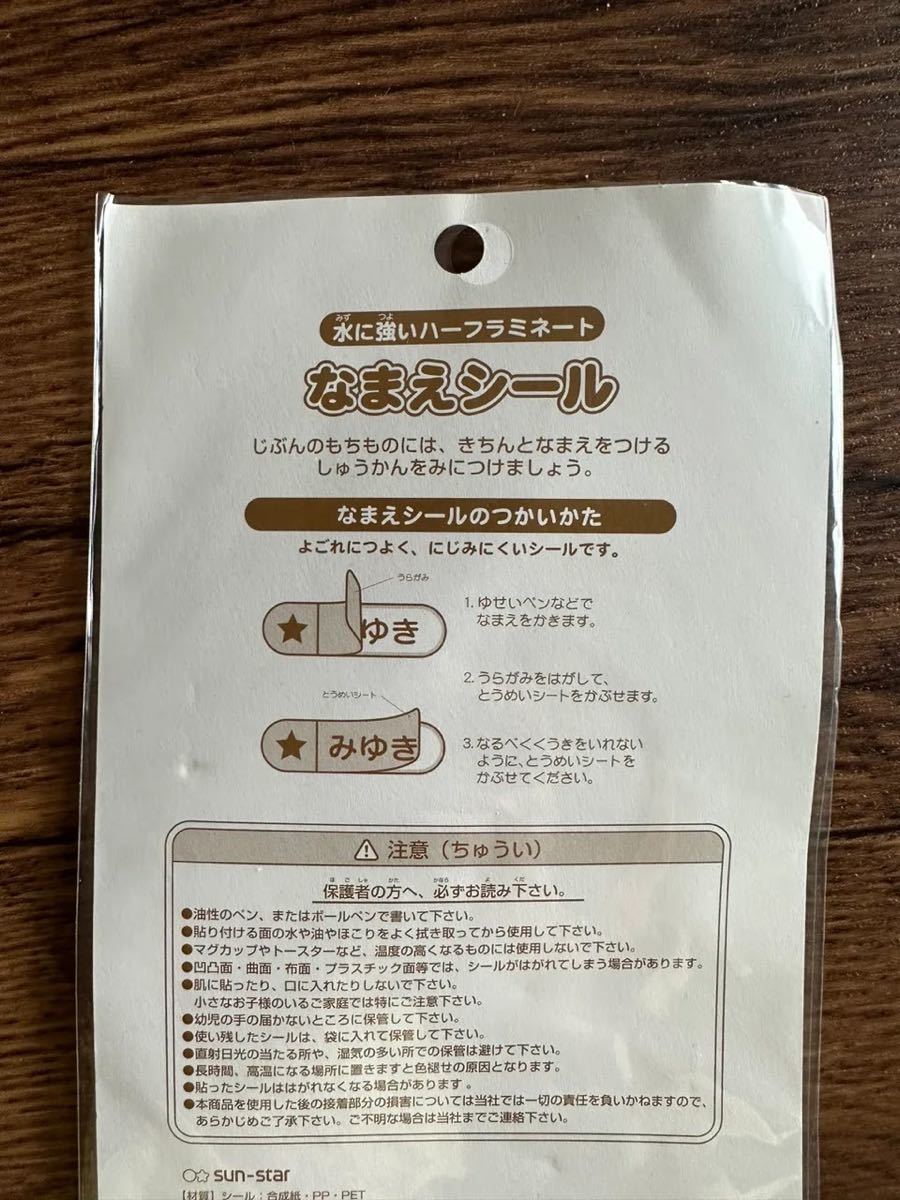 水に強いハーフラミネート
なまえシール
じぶんのもちものには、きちんとなまえをつける
しゅうかんをみにつけましょう。
なまえシールのつかいかた
よごれにつよく、にじみにくいシールです。
うらがみ
★ ゆき
1. ゆせいペンなどで
なまえをかきます。
2. うらがみをはがして、
とうめいシートをかぶせます。
とうめいシート
★ みゆき
3. なるべくくうきをいれない
ように、とうめいシートを
かぶせてください。
⚠ 注意（ちゅうい）
保護者の方へ、必ずお読み下さい。
●油性のペン、またはボールペンで書いて下さい。
●貼り付ける面の水や油やほこりをよく拭き取ってから使用して下さい。
●マグカップやトースターなど、温度の高くなるものには使用しないで下さい。
●凹凸面・曲面・布面・プラスチック面等では、シールがはがれてしまう場合があります。
●肌に貼ったり、口に入れたりしないで下さい。
小さなお子様のいるご家庭では特にご注意下さい。
●幼児の手の届かないところに保管して下さい。
●使い残したシールは、袋に入れて保管して下さい。
●直射日光の当たる所や、湿気の多い所での保管は避けて下さい。
●長時間、高温になる場所に置きますと色褪せの原因となります。
●貼ったシールははがれなくなる場合があります。
●本商品を使用した後の接着部分の損害については当社では一切の責任を負いかねますので、
あらかじめご了承下さい。ご不明な場合は当社までご連絡下さい。
sun-star
【材質】シール：合成紙・PP・PET